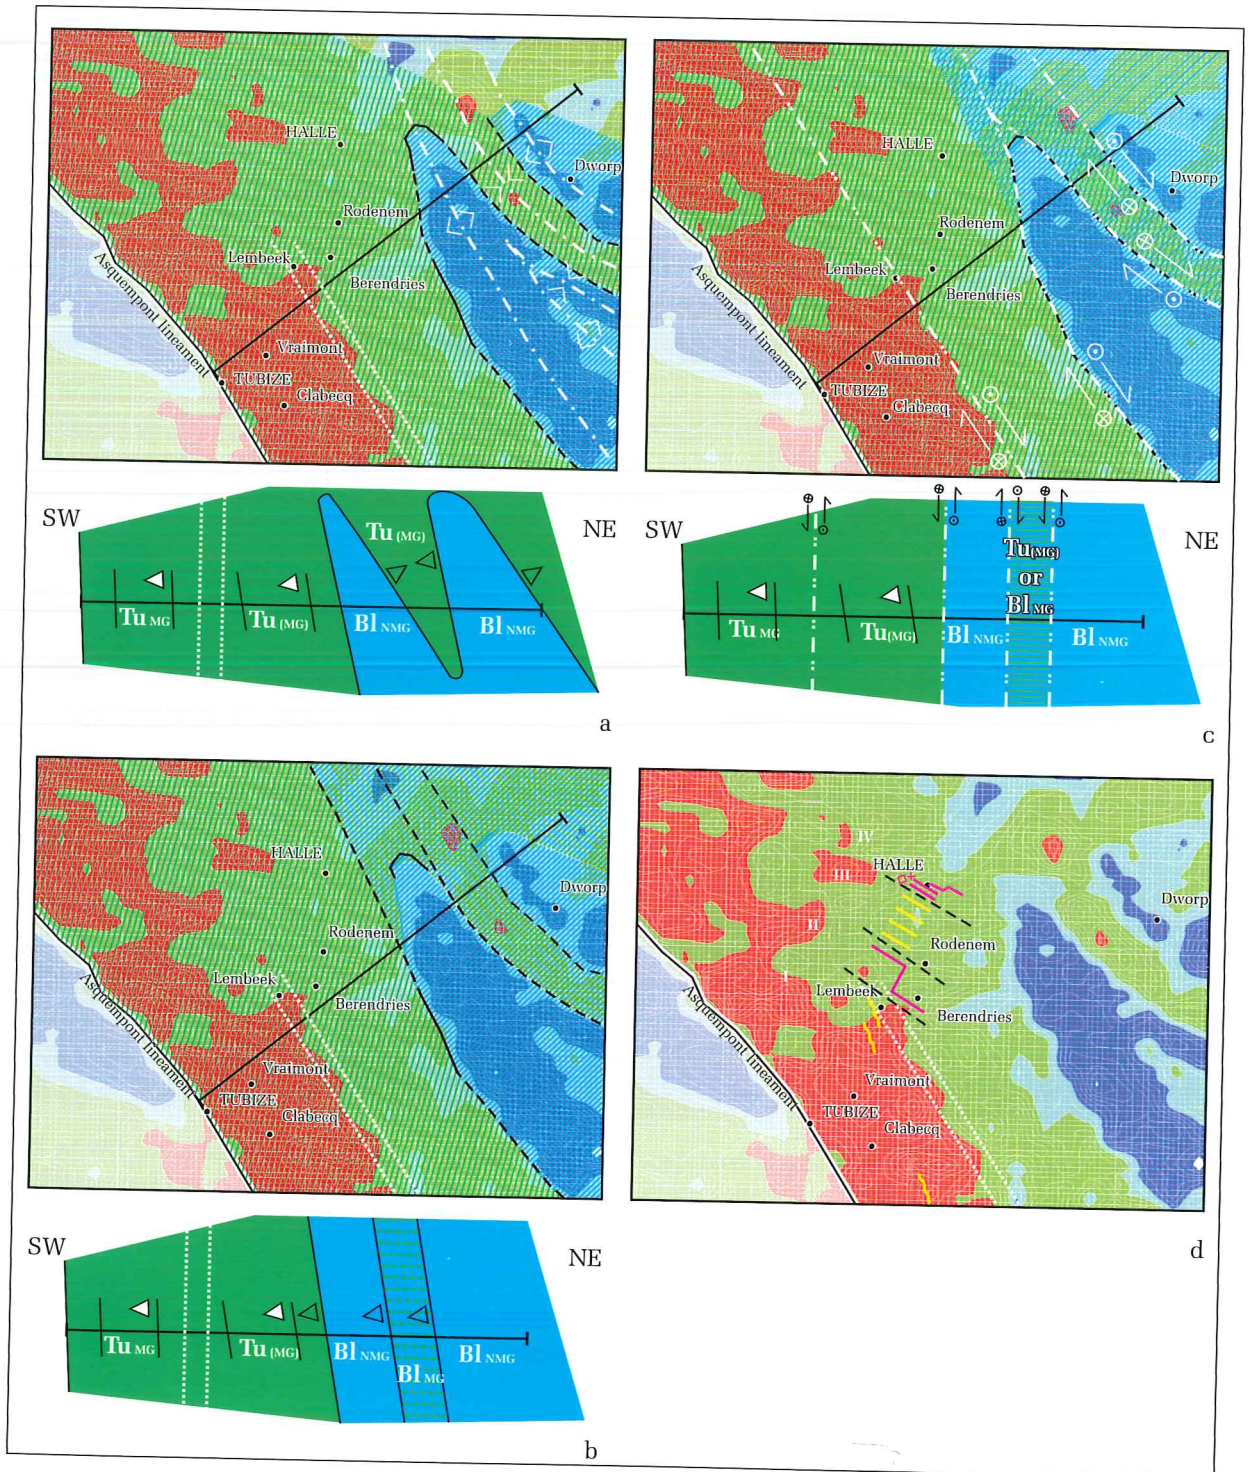 HALLE
Dworp
Rodenem
Lembeek
Berendries
Asquempont lineament
Vraimont
TUBIZE
Clabecq
SW
NE
Tu (MG)
Tu MG
Tu (MG)
Bl NMG
Bl NMG
a
HALLE
Dworp
Rodenem
Lembeek
Berendries
Asquempont lineament
Vraimont
TUBIZE
Clabecq
SW
NE
Tu(MG)
or
Bl MG
Tu MG
Tu(MG)
Bl NMG
Bl NMG
c
HALLE
Dworp
Rodenem
Lembeek
Berendries
Asquempont lineament
Vraimont
TUBIZE
Clabecq
SW
NE
Tu MG
Tu (MG)
Bl NMG
Bl MG
Bl NMG
b
IV
HALLE
III
Dworp
II
Rodenem
I
Lembeek
Berendries
Asquempont lineament
Vraimont
TUBIZE
Clabecq
d